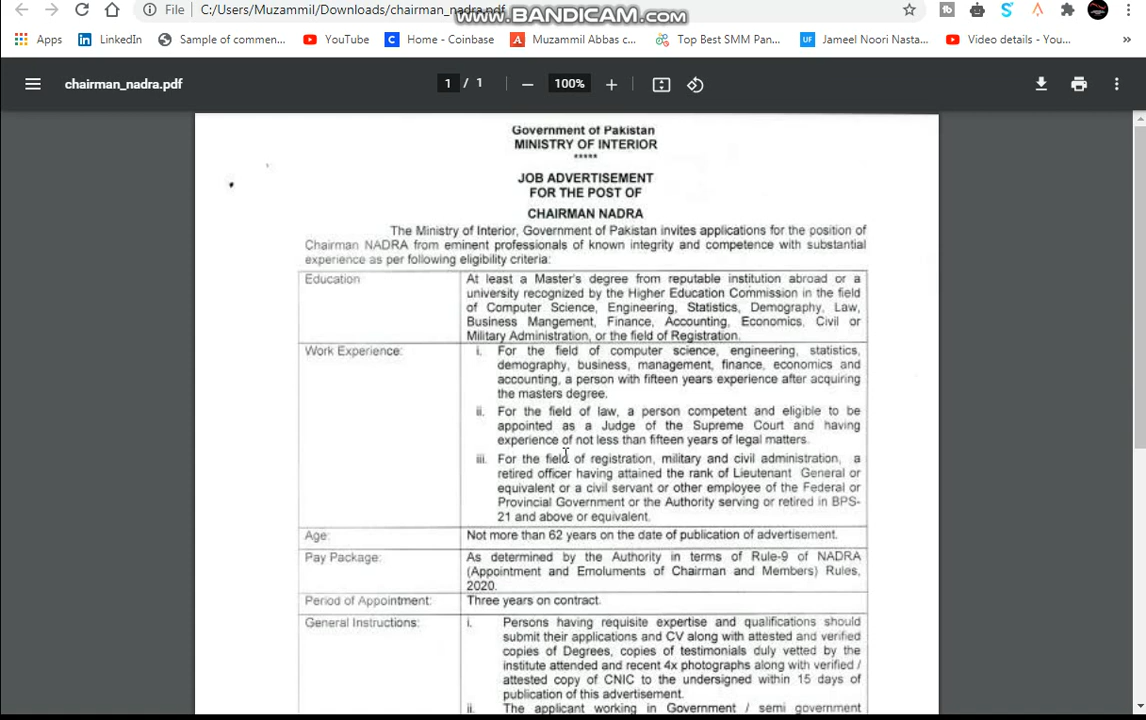 File
C:/Users/Muzammil/Downloads/chairman_nadra.pdf
WWW.BANDICAM.COM
Apps
LinkedIn
Sample of commen...
YouTube
Home - Coinbase
Muzammil Abbas c...
Top Best SMM Pan...
Jameel Noori Nasta...
Video details - You...
»
chairman_nadra.pdf
1 / 1
100%
Government of Pakistan
MINISTRY OF INTERIOR
*****
JOB ADVERTISEMENT
FOR THE POST OF
CHAIRMAN NADRA
The Ministry of Interior, Government of Pakistan invites applications for the position of
Chairman NADRA from eminent professionals of known integrity and competence with substantial
experience as per following eligibility criteria:
Education
At least a Master's degree from reputable institution abroad or a
university recognized by the Higher Education Commission in the field
of Computer Science, Engineering, Statistics, Demography, Law,
Business Mangement, Finance, Accounting, Economics, Civil or
Military Administration, or the field of Registration.
Work Experience:
i. For the field of computer science, engineering, statistics,
demography, business, management, finance, economics and
accounting, a person with fifteen years experience after acquiring
the masters degree.
ii. For the field of law, a person competent and eligible to be
appointed as a Judge of the Supreme Court and having
experience of not less than fifteen years of legal matters.
iii. For the field of registration, military and civil administration, a
retired officer having attained the rank of Lieutenant General or
equivalent or a civil servant or other employee of the Federal or
Provincial Government or the Authority serving or retired in BPS-
21 and above or equivalent.
Age:
Not more than 62 years on the date of publication of advertisement.
Pay Package:
As determined by the Authority in terms of Rule-9 of NADRA
(Appointment and Emoluments of Chairman and Members) Rules,
2020.
Period of Appointment:
Three years on contract.
General Instructions:
i. Persons having requisite expertise and qualifications should
submit their applications and CV along with attested and verified
copies of Degrees, copies of testimonials duly vetted by the
institute attended and recent 4x photographs along with verified /
attested copy of CNIC to the undersigned within 15 days of
publication of this advertisement.
ii. The applicant working in Government / semi government